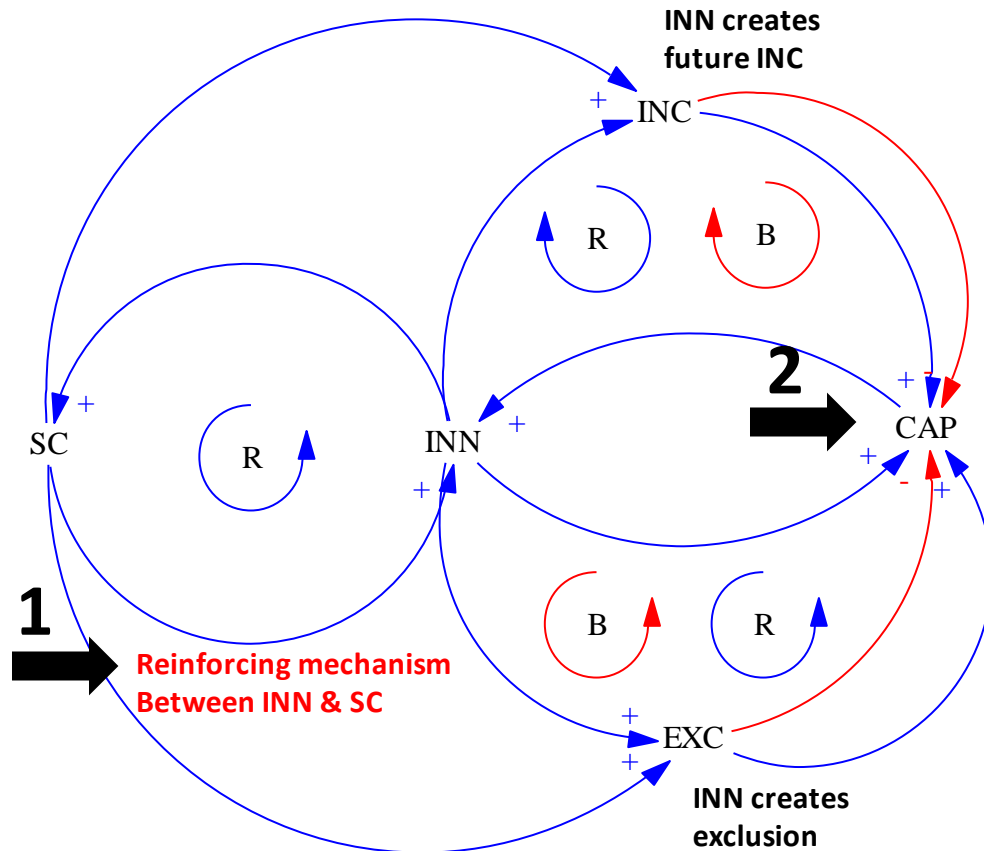 INN creates
future INC
+
INC
R
B
2
+
-
+
SC
R
INN
+
+
CAP
+
-
+
1
Reinforcing mechanism
Between INN & SC
B
R
+
+
EXC
INN creates
exclusion